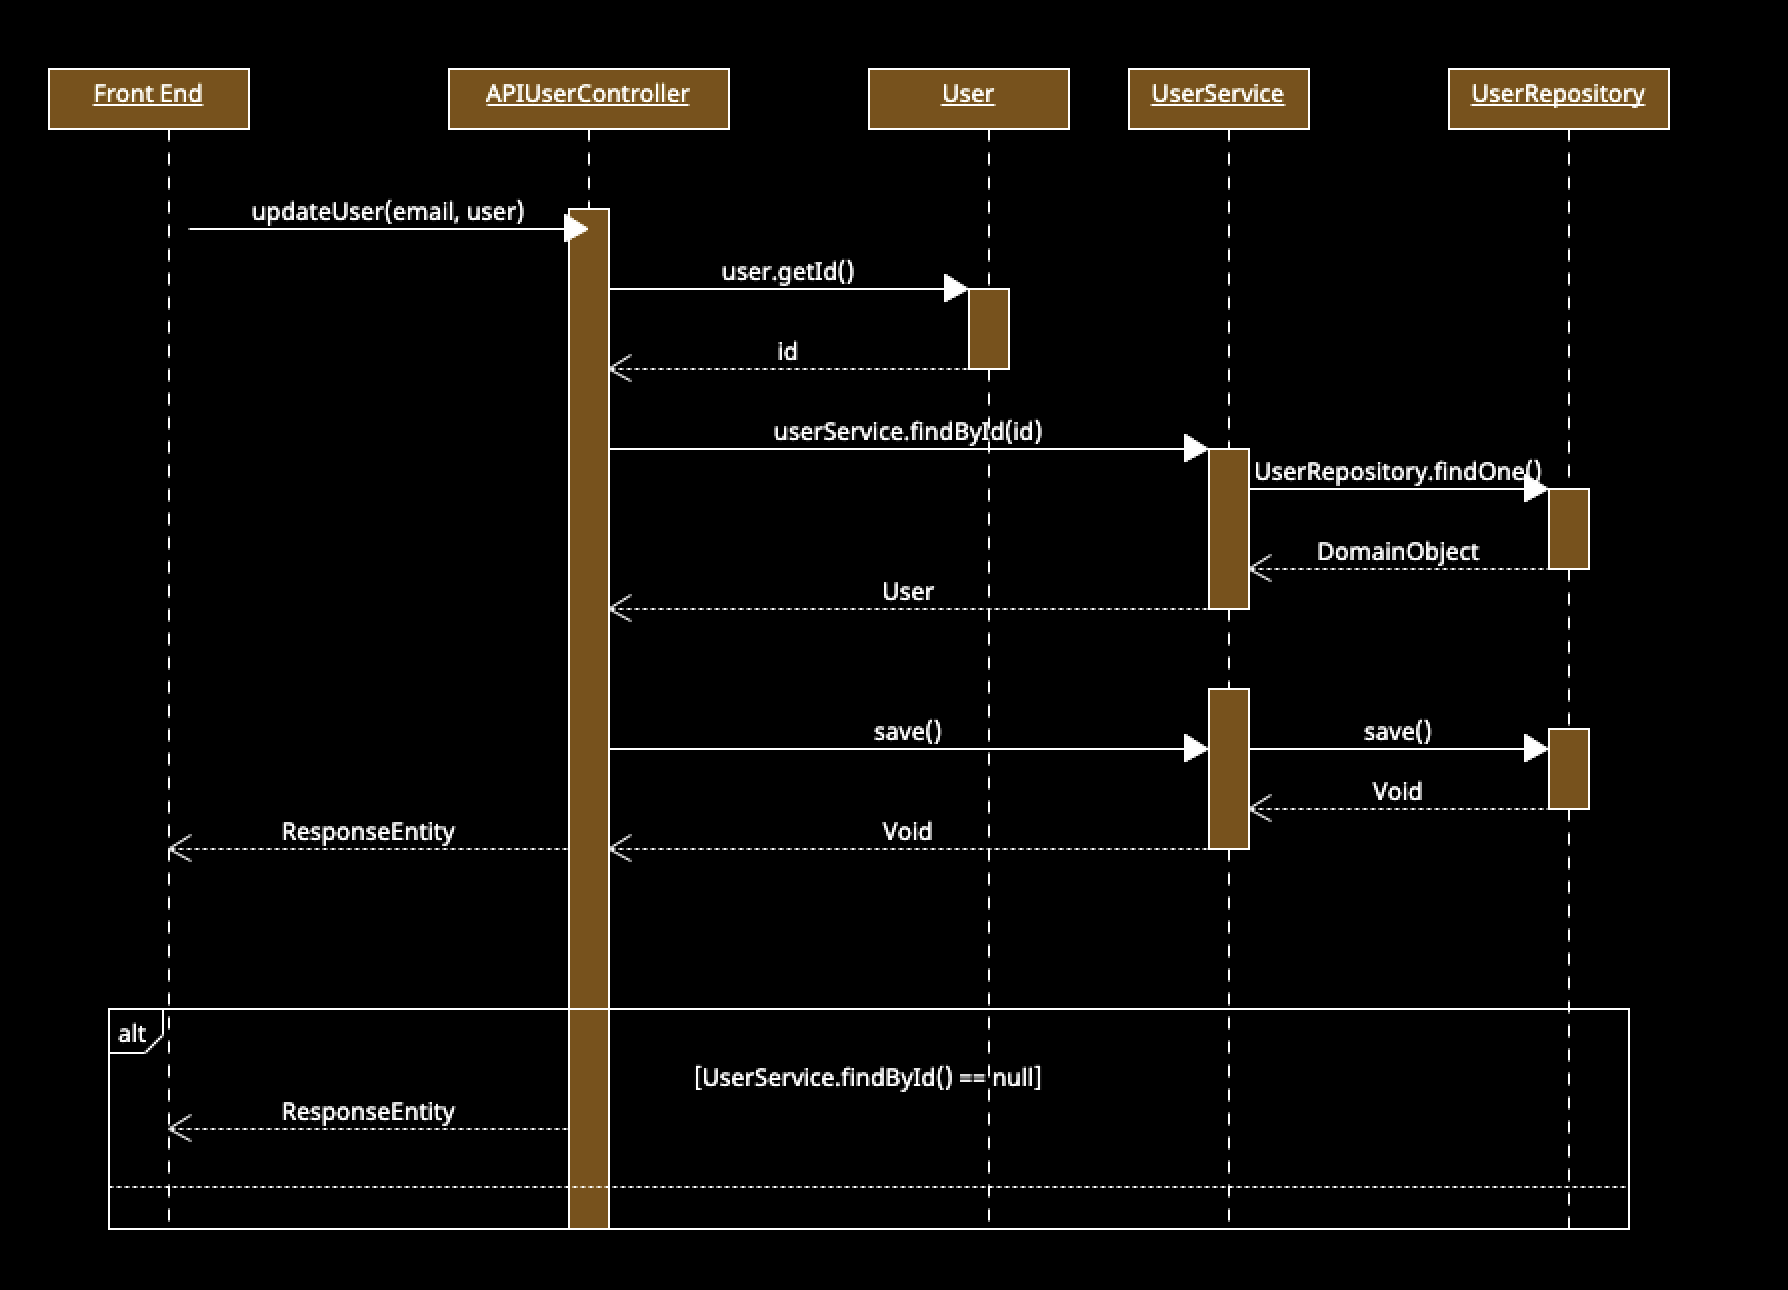 Front End
APIUserController
User
UserService
UserRepository
updateUser(email, user)
user.getId()
id
userService.findById(id)
UserRepository.findOne()
DomainObject
User
save()
save()
Void
ResponseEntity
Void
alt
[UserService.findById() == null]
ResponseEntity